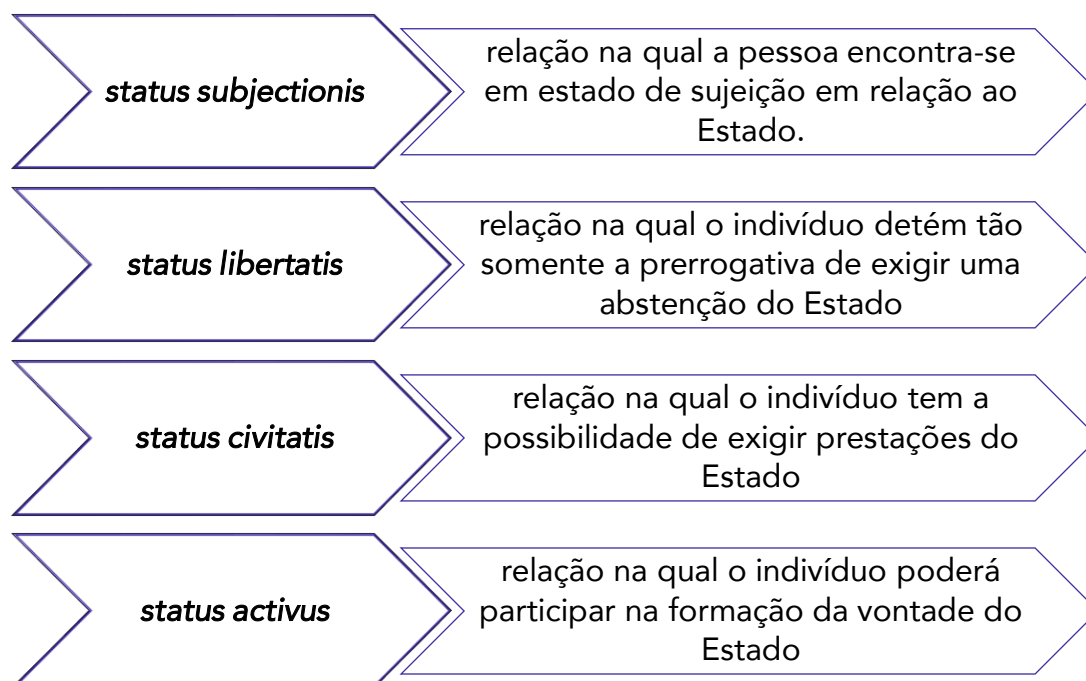 status subjectionis
relação na qual a pessoa encontra-se
em estado de sujeição em relação ao
Estado.
status libertatis
relação na qual o indivíduo detém tão
somente a prerrogativa de exigir uma
abstenção do Estado
status civitatis
relação na qual o indivíduo tem a
possibilidade de exigir prestações do
Estado
status activus
relação na qual o indivíduo poderá
participar na formação da vontade do
Estado